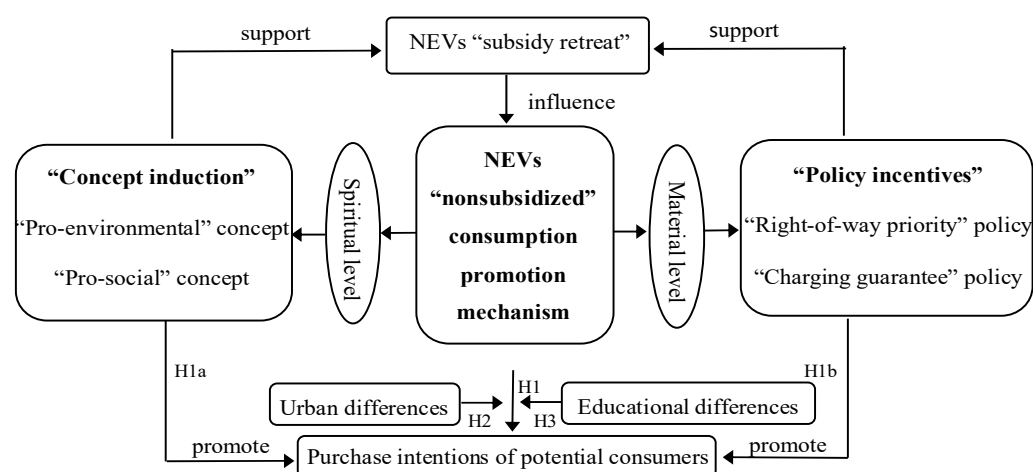 support
NEVs “subsidy retreat”
support
influence
“Concept induction”
“Pro-environmental” concept
“Pro-social” concept
Spiritual level
NEVs
“nonsubsidized”
consumption
promotion
mechanism
Material level
“Policy incentives”
“Right-of-way priority” policy
“Charging guarantee” policy
H1a
H1
H1b
Urban differences
H2
H3
Educational differences
promote
Purchase intentions of potential consumers
promote